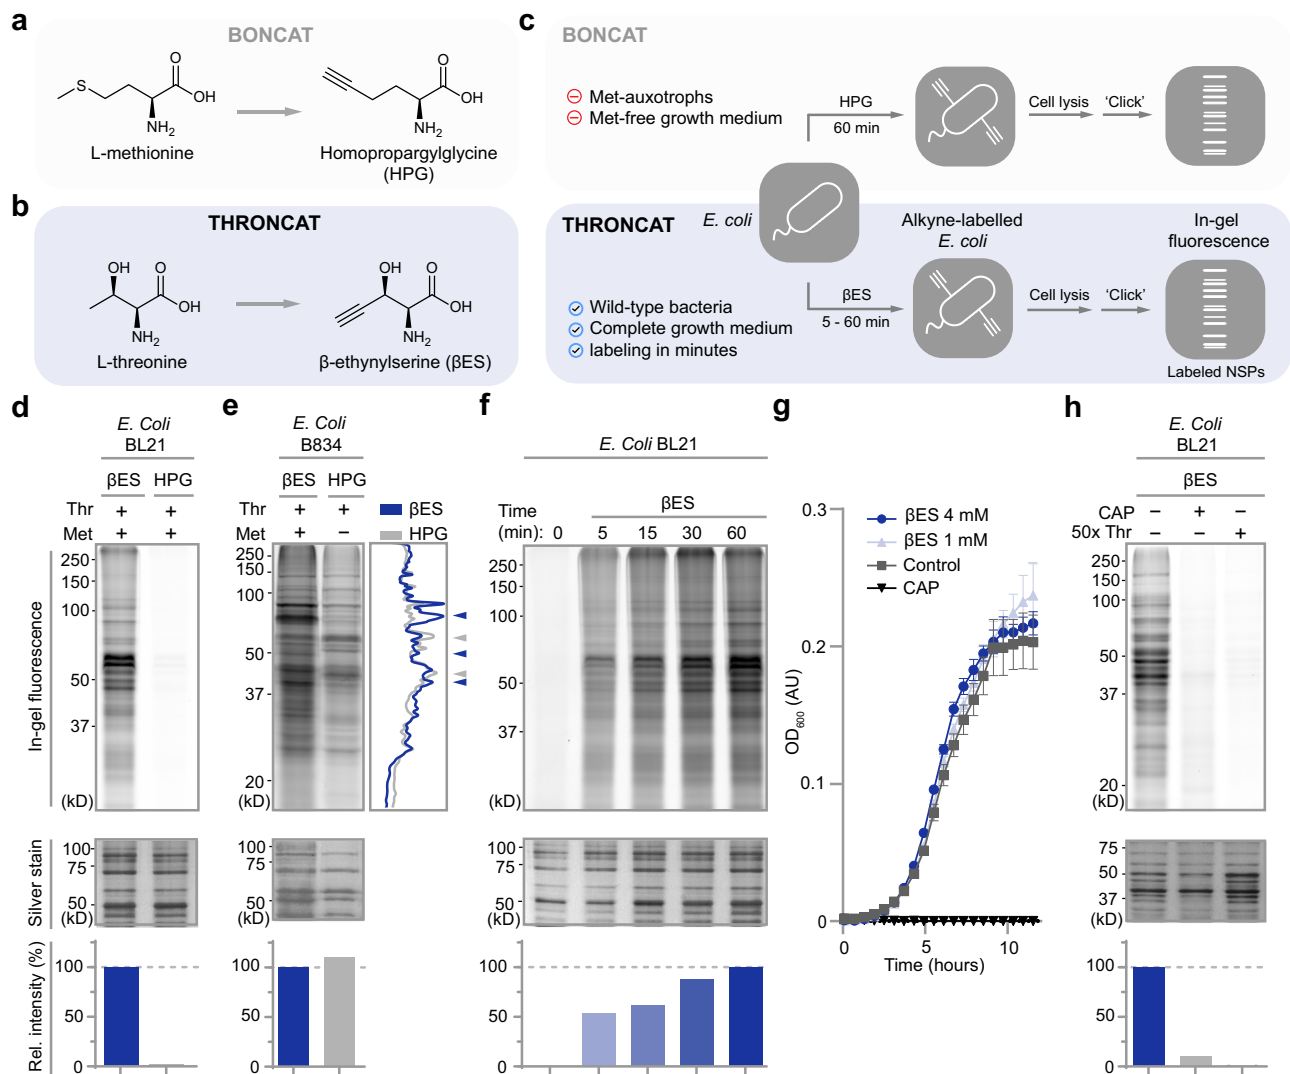 a
BONCAT
S
O
OH
NH2
L-methionine
O
OH
NH2
Homopropargylglycine
(HPG)
b
THRONCAT
OH
O
OH
NH2
L-threonine
OH
O
OH
NH2
β-ethynylserine (βES)
c
BONCAT
Met-auxotrophs
Met-free growth medium
HPG
60 min
Cell lysis
'Click'
THRONCAT
E. coli
Alkyne-labelled
E. coli
In-gel
fluorescence
Wild-type bacteria
Complete growth medium
labeling in minutes
βES
5 - 60 min
Cell lysis
'Click'
Labeled NSPs
d
E. Coli
BL21
βES HPG
Thr + +
Met + +
In-gel fluorescence
250
150
100
50
37
20
(kD)
Silver stain
100
75
50
(kD)
Rel. intensity (%)
100
50
0
e
E. Coli
B834
βES HPG
Thr + +
Met + −
βES
HPG
250
150
100
50
37
20
(kD)
100
75
50
(kD)
100
50
0
f
E. Coli BL21
βES
Time
(min): 0 5 15 30 60
250
150
100
50
37
(kD)
100
75
50
(kD)
100
50
0
g
βES 4 mM
βES 1 mM
Control
CAP
OD600 (AU)
0.3
0.2
0.1
0
0 5 10
Time (hours)
h
E. Coli
BL21
βES
CAP − + −
50x Thr − − +
250
150
100
50
37
20
(kD)
75
50
37
(kD)
100
50
0